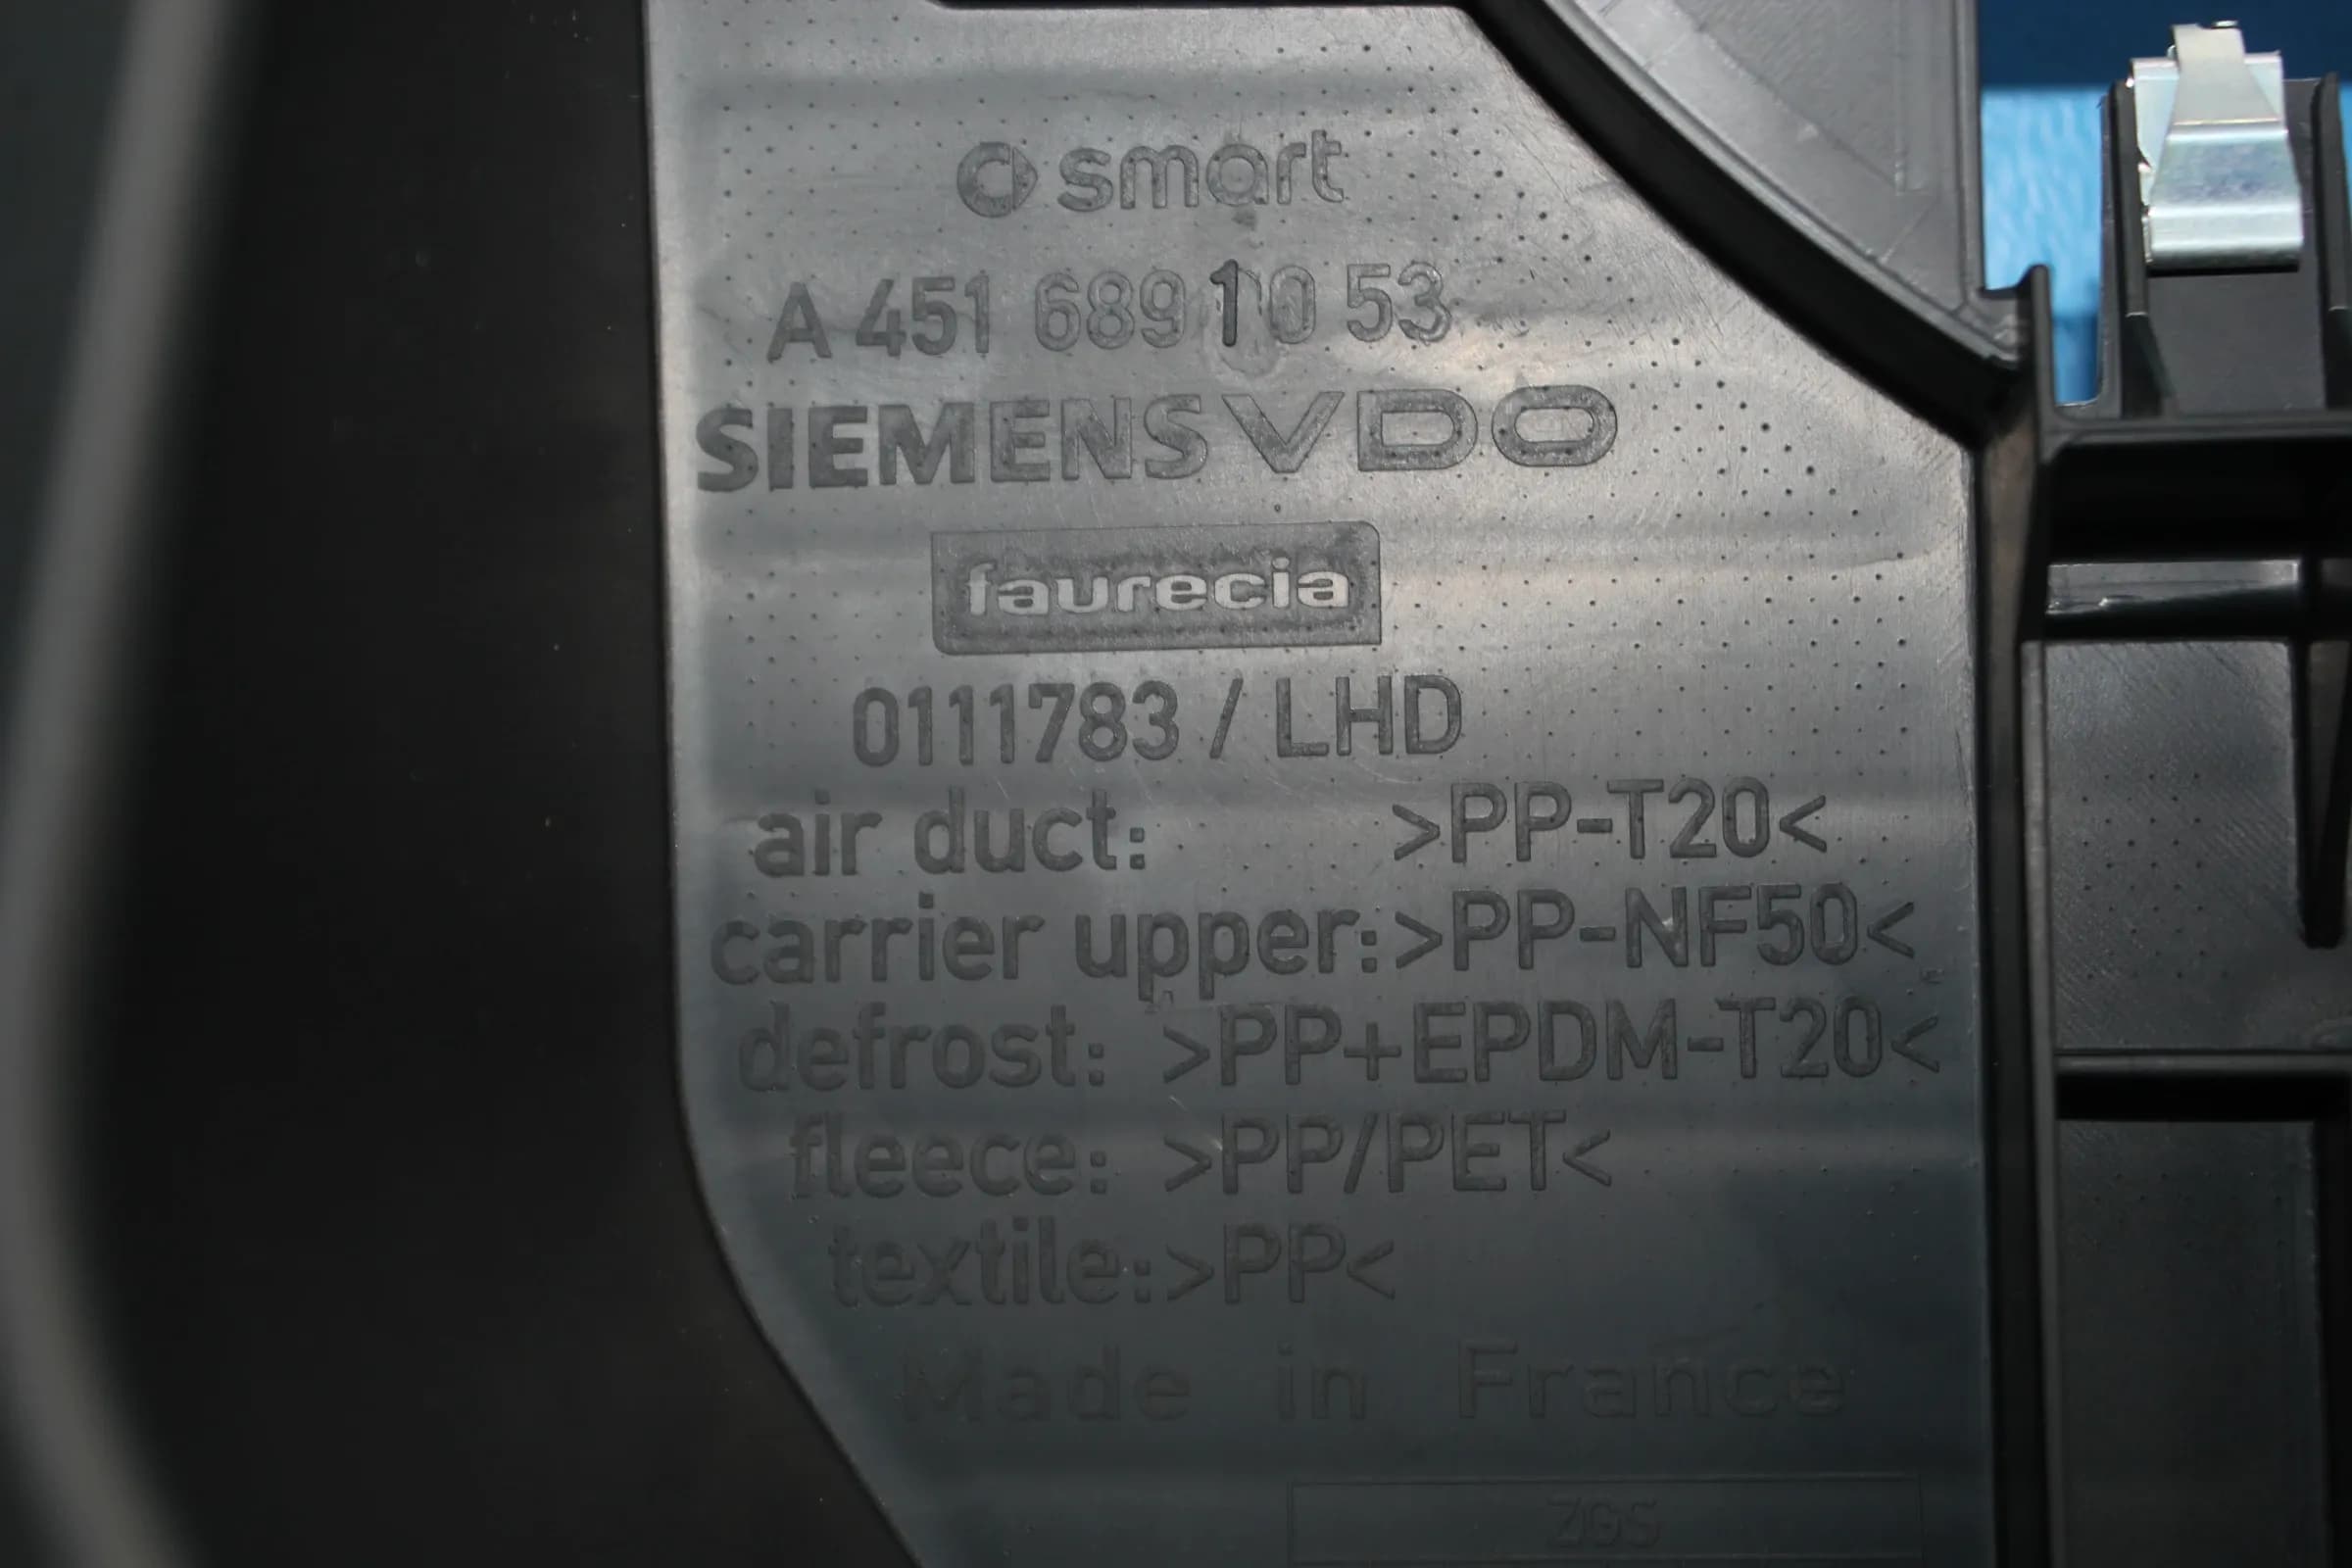 smart
A 451 689 10 53
SIEMENS VDO
faurecia
0111783 / LHD
air duct: >PP-T20<
carrier upper:>PP-NF50<
defrost: >PP+EPDM-T20<
fleece: >PP/PET<
textile:>PP<
Made in France
ZGS